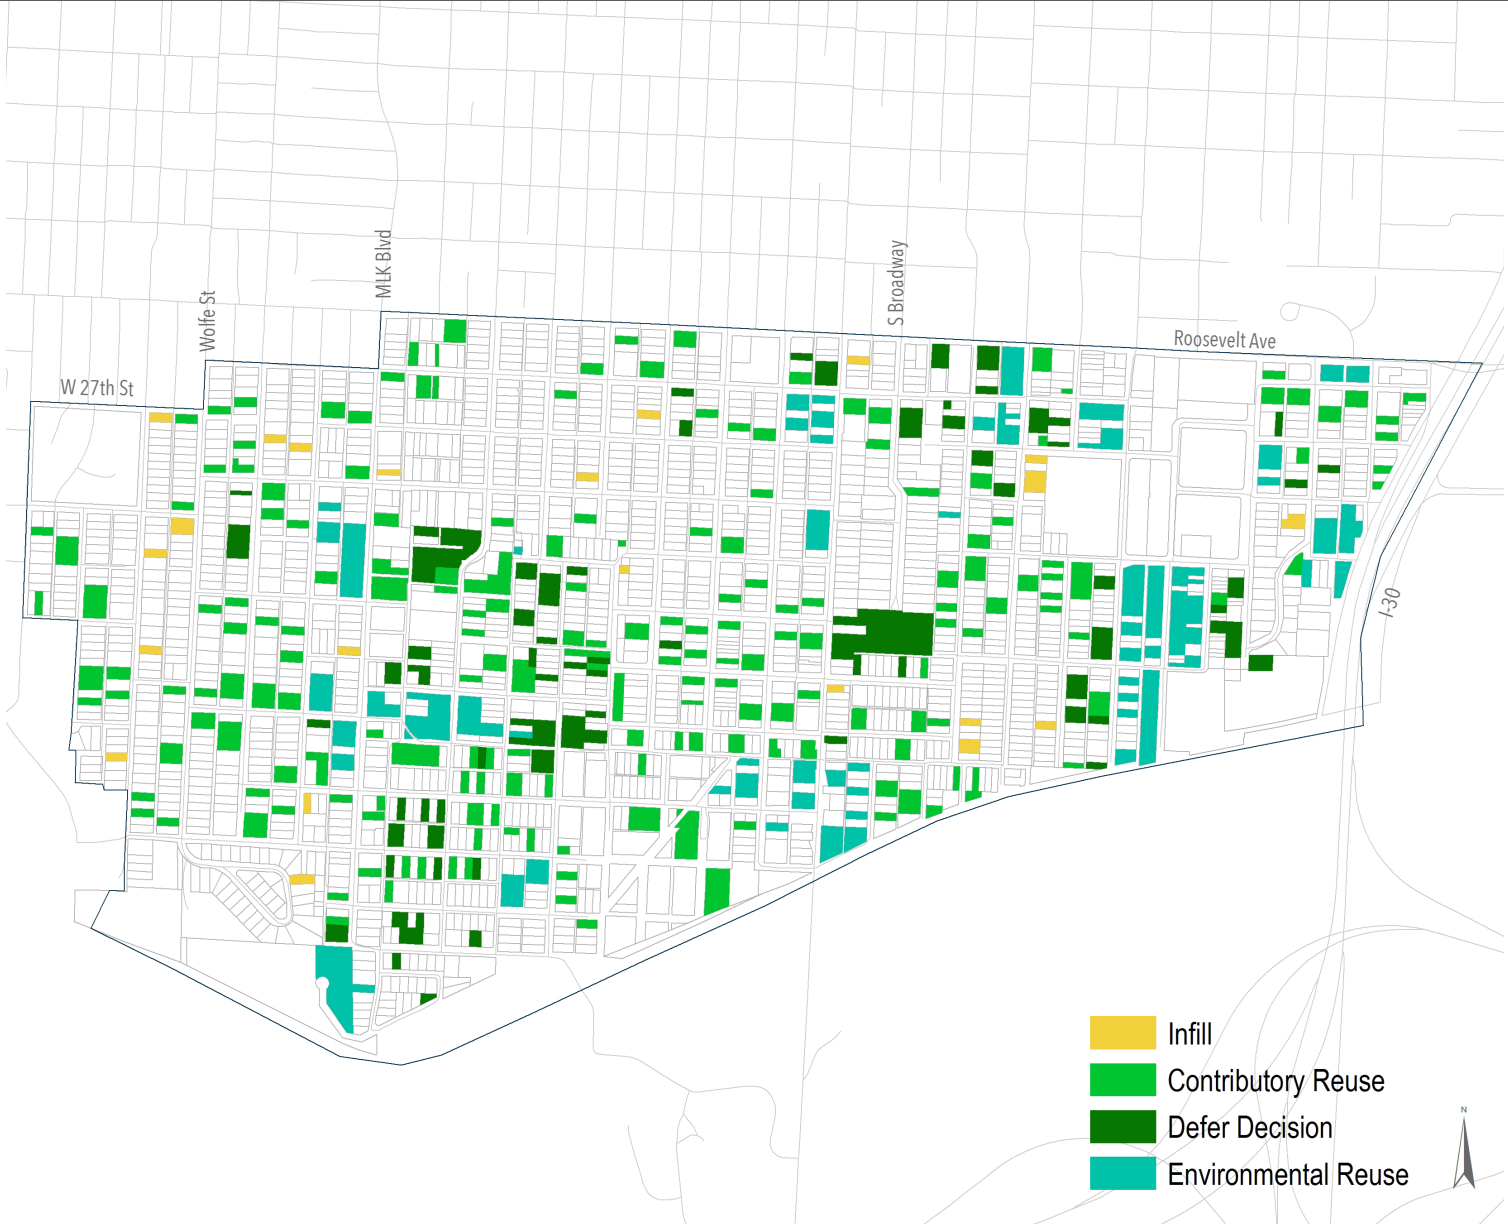 MLK Blvd
S Broadway
Wolfe St
Roosevelt Ave
W 27th St
I-30
Infill
Contributory Reuse
Defer Decision
Environmental Reuse
N